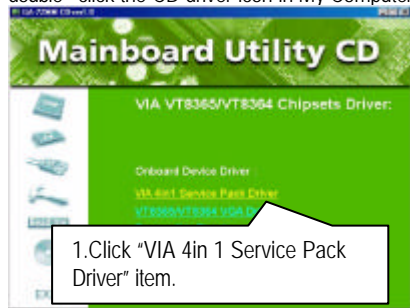 double - click the CD driver icon in My Computer
Mainboard Utility CD
VIA VT8365/VT8364 Chipsets Driver:
Onboard Device Driver
VIA 4in1 Service Pack Driver
VT8365/VT8364 VGA
1.Click “VIA 4in 1 Service Pack
Driver” item.